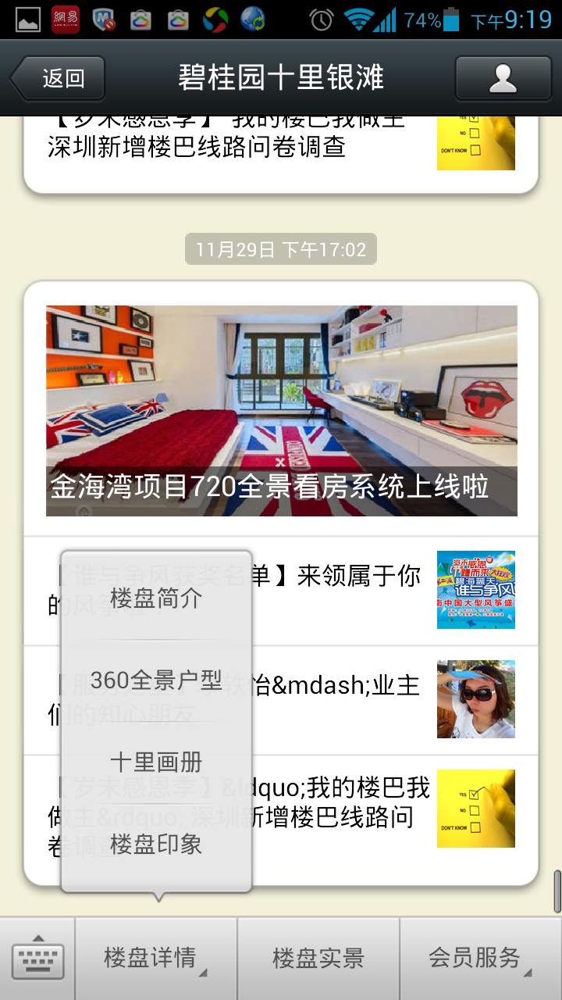 網易
74%
下午9:19
返回
碧桂园十里银滩
【岁末感恩季】 我的楼巴我做主
深圳新增楼巴线路问卷调查
NO
DON'T KNOW
11月29日 下午17:02
金海湾项目720全景看房系统上线啦
【谁与争风获奖名单】来领属于你
的风筝
岁末感恩
谁与争风
【服务
怡&mdash;业主
们的知心朋友
【岁末感恩季】&ldquo;我的楼巴我
做主&rdquo; 深圳新增楼巴线路问
卷调查
YES
NO
DON'T KNOW
楼盘简介
360全景户型
十里画册
楼盘印象
楼盘详情
楼盘实景
会员服务